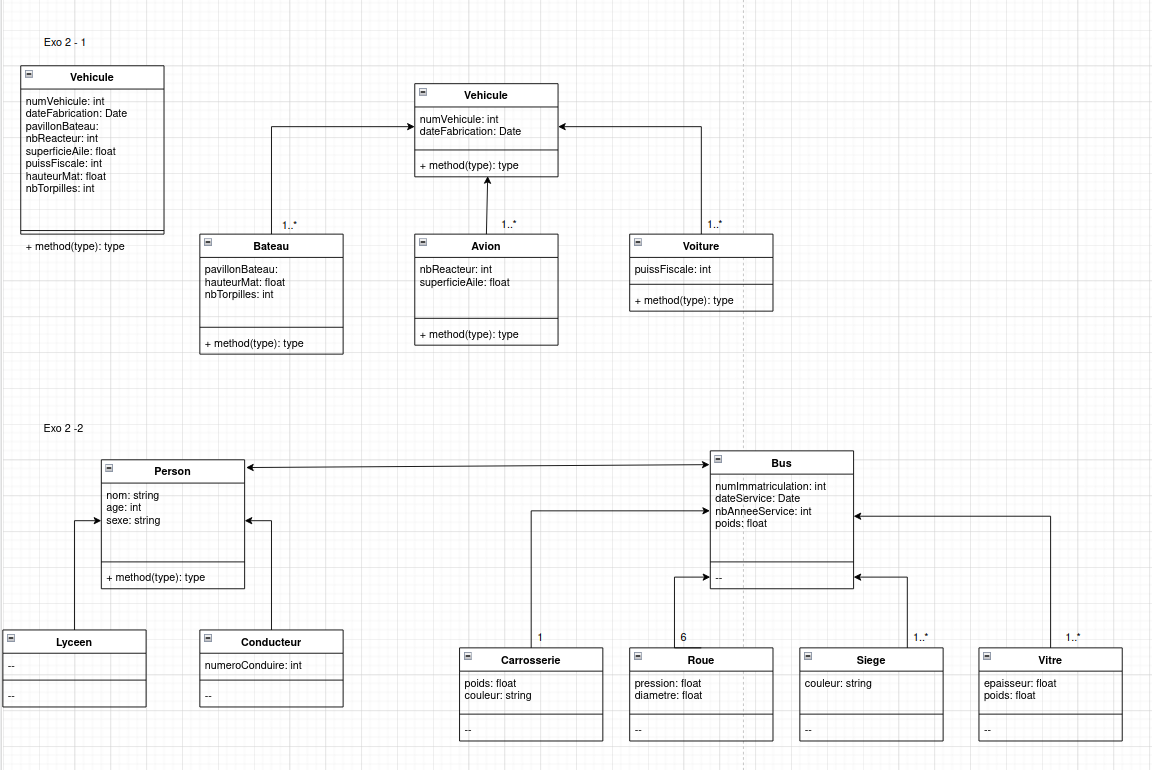 Exo 2 - 1
Vehicule
numVehicule: int
dateFabrication: Date
pavillonBateau:
nbReacteur: int
superficieAile: float
puissFiscale: int
hauteurMat: float
nbTorpilles: int
+ method(type): type
Vehicule
numVehicule: int
dateFabrication: Date
+ method(type): type
1..*
1..*
1..*
Bateau
pavillonBateau:
hauteurMat: float
nbTorpilles: int
+ method(type): type
Avion
nbReacteur: int
superficieAile: float
+ method(type): type
Voiture
puissFiscale: int
+ method(type): type
Exo 2 -2
Person
nom: string
age: int
sexe: string
+ method(type): type
Bus
numImmatriculation: int
dateService: Date
nbAnneeService: int
poids: float
--
Lyceen
--
--
Conducteur
numeroConduire: int
--
1
6
1..*
1..*
Carrosserie
poids: float
couleur: string
--
Roue
pression: float
diametre: float
--
Siege
couleur: string
--
Vitre
epaisseur: float
poids: float
--